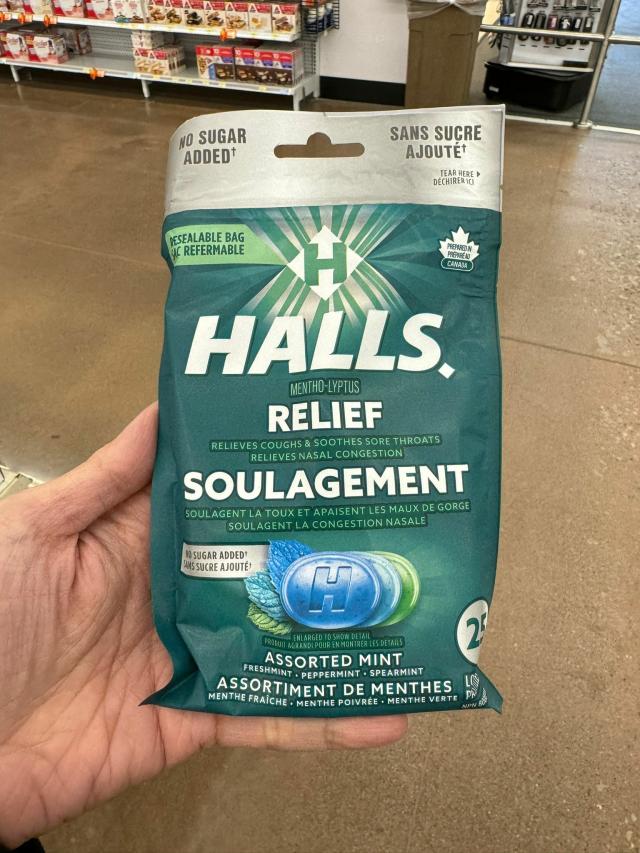 NO SUGAR
ADDED†
SANS SUCRE
AJOUTÉ†
TEAR HERE
DÉCHIRER ICI
RESEALABLE BAG
SAC REFERMABLE
H
PREPARED IN
PRÉPARÉ AU
CANADA
HALLS.
MENTHO-LYPTUS
RELIEF
RELIEVES COUGHS & SOOTHES SORE THROATS
RELIEVES NASAL CONGESTION
SOULAGEMENT
SOULAGENT LA TOUX ET APAISENT LES MAUX DE GORGE
SOULAGENT LA CONGESTION NASALE
NO SUGAR ADDED†
SANS SUCRE AJOUTÉ†
H
ENLARGED TO SHOW DETAIL
PRODUIT AGRANDI POUR EN MONTRER LES DÉTAILS
25
ASSORTED MINT
FRESHMINT • PEPPERMINT • SPEARMINT
ASSORTIMENT DE MENTHES
MENTHE FRAÎCHE • MENTHE POIVRÉE • MENTHE VERTE
NPN